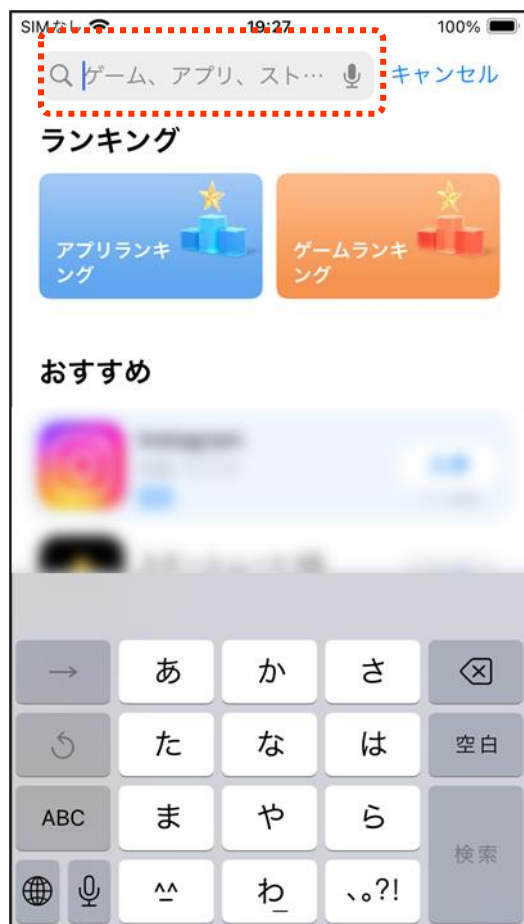 SIMなし 19:27 100%
ゲーム、アプリ、スト… キャンセル
ランキング
アプリランキ
ング
ゲームランキ
ング
おすすめ
Instagram
→ あ か さ
た な は 空白
ABC ま や ら
検索
^^ わ 、。?!